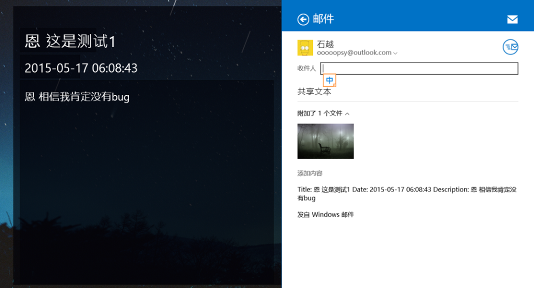 恩 这是测试1
2015-05-17 06:08:43
恩 相信我肯定没有bug
邮件
石越
ooooopsy@outlook.com
收件人
中
共享文本
附加了 1 个文件
添加内容
Title: 恩 这是测试1 Date: 2015-05-17 06:08:43 Description: 恩 相信我肯定没
有bug
发自 Windows 邮件